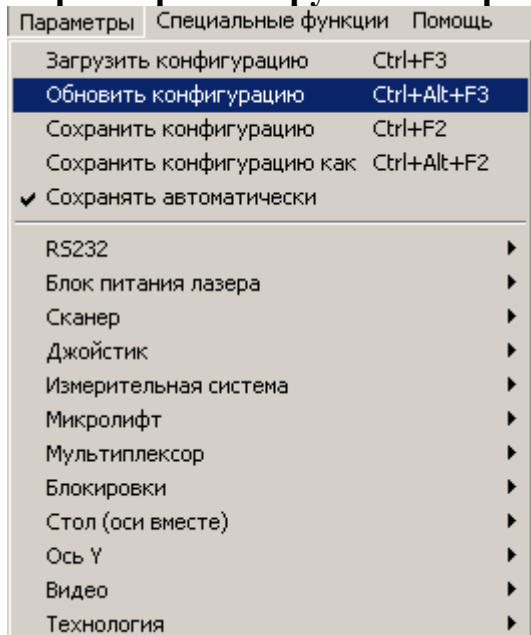 Параметры Специальные функции Помощь
Загрузить конфигурацию Ctrl+F3
Обновить конфигурацию Ctrl+Alt+F3
Сохранить конфигурацию Ctrl+F2
Сохранить конфигурацию как Ctrl+Alt+F2
Сохранять автоматически
RS232
Блок питания лазера
Сканер
Джойстик
Измерительная система
Микролифт
Мультиплексор
Блокировки
Стол (оси вместе)
Ось Y
Видео
Технология